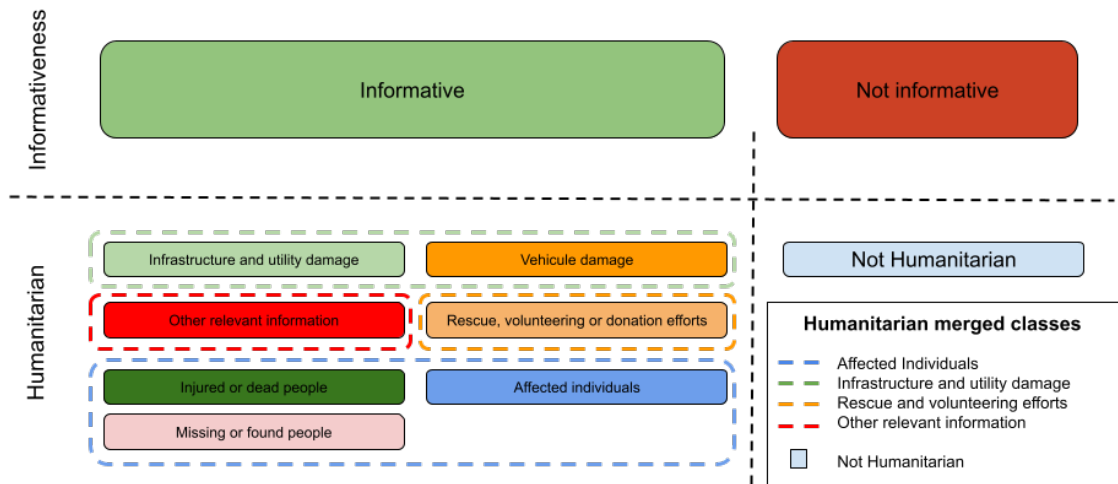 Informativeness
Informative
Not informative
Humanitarian
Infrastructure and utility damage
Vehicule damage
Not Humanitarian
Other relevant information
Rescue, volunteering or donation efforts
Injured or dead people
Affected individuals
Missing or found people
Humanitarian merged classes
Affected Individuals
Infrastructure and utility damage
Rescue and volunteering efforts
Other relevant information
Not Humanitarian